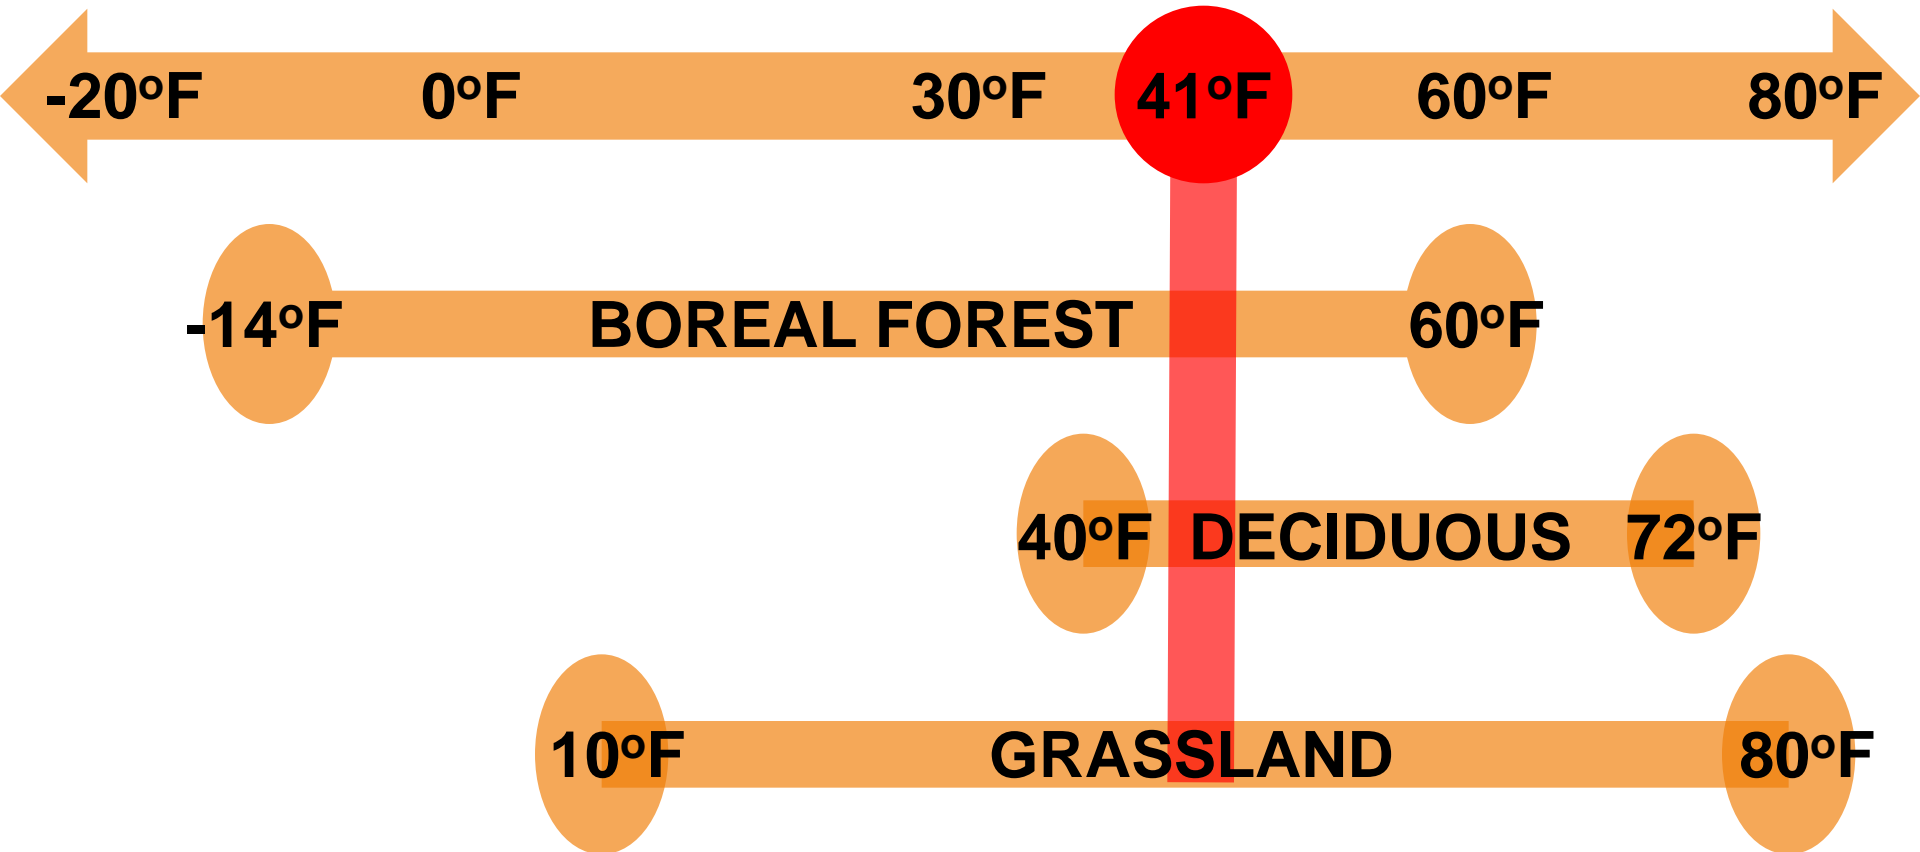 -20ºF 0ºF 30ºF 41ºF 60ºF 80ºF
-14ºF BOREAL FOREST 60ºF
40ºF DECIDUOUS 72ºF
10ºF GRASSLAND 80ºF